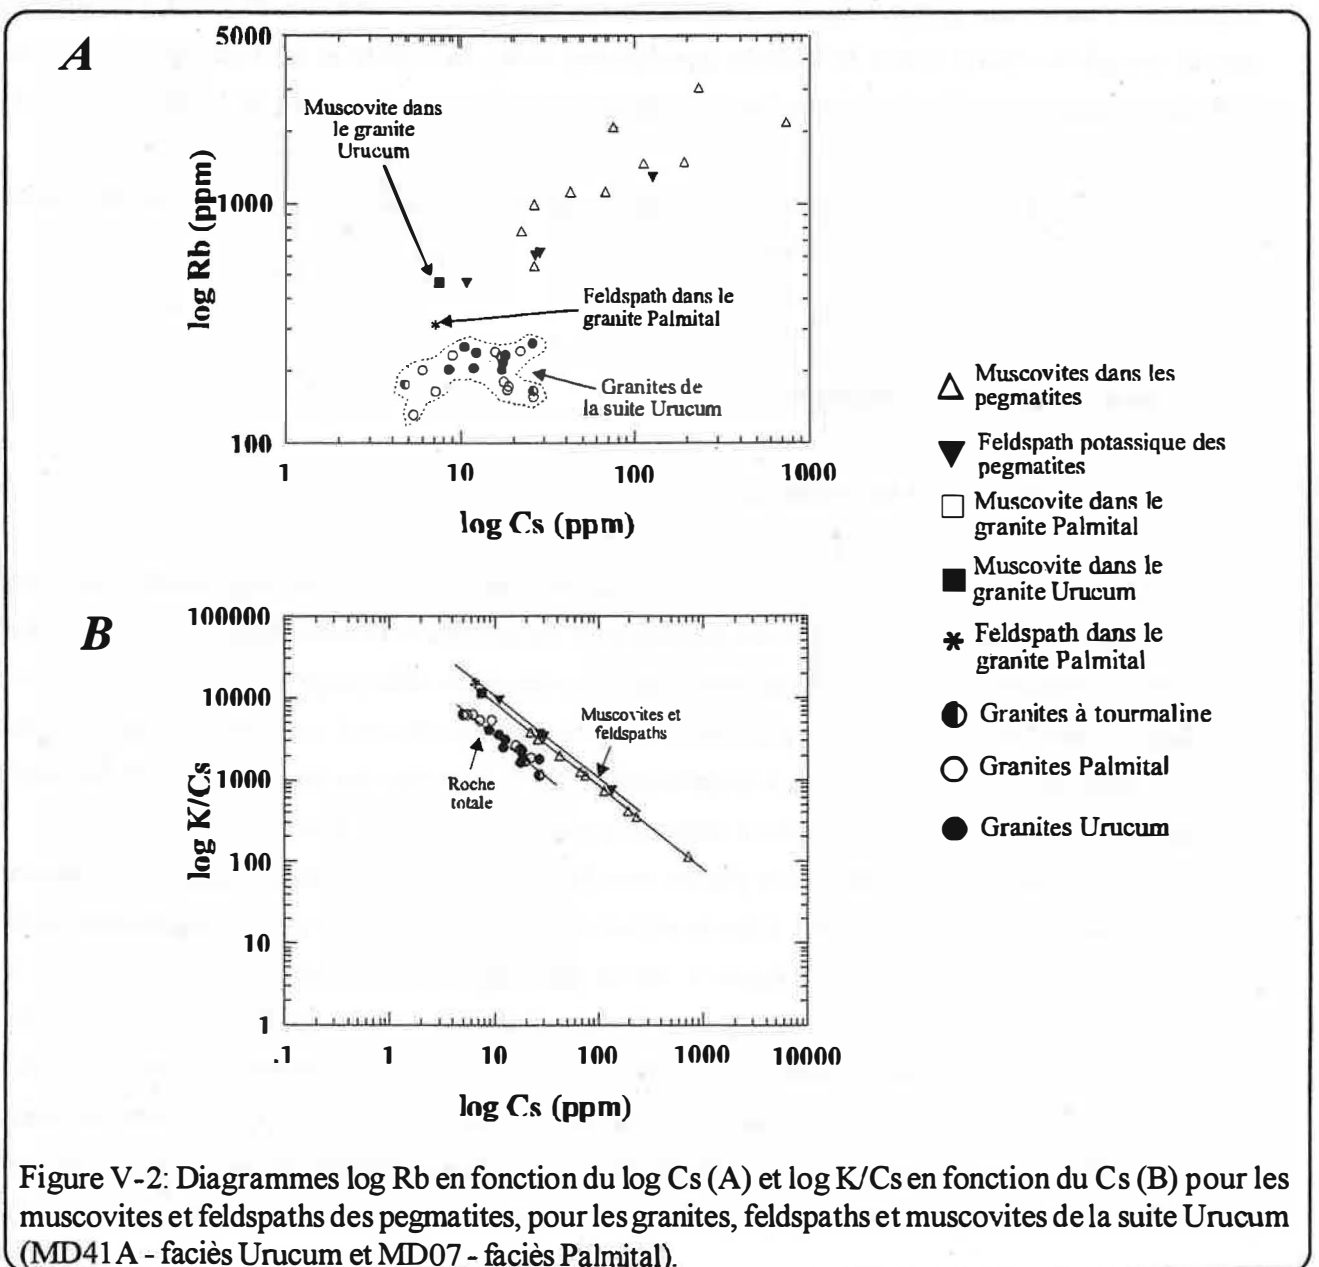 A
5000
1000
100
log Rb (ppm)
Muscovite dans
le granite
Urucum
Feldspath dans le
granite Palmital
Granites de
la suite Urucum
1 10 100 1000
log Cs (ppm)
B
100000
10000
1000
100
10
1
log K/Cs
Muscovites et
feldspaths
Roche
totale
.1 1 10 100 1000 10000
log Cs (ppm)
Muscovites dans les
pegmatites
Feldspath potassique des
pegmatites
Muscovite dans le
granite Palmital
Muscovite dans le
granite Urucum
Feldspath dans le
granite Palmital
Granites à tourmaline
Granites Palmital
Granites Urucum
Figure V-2: Diagrammes log Rb en fonction du log Cs (A) et log K/Cs en fonction du Cs (B) pour les
muscovites et feldspaths des pegmatites, pour les granites, feldspaths et muscovites de la suite Urucum
(MD41A - faciès Urucum et MD07 - faciès Palmital).